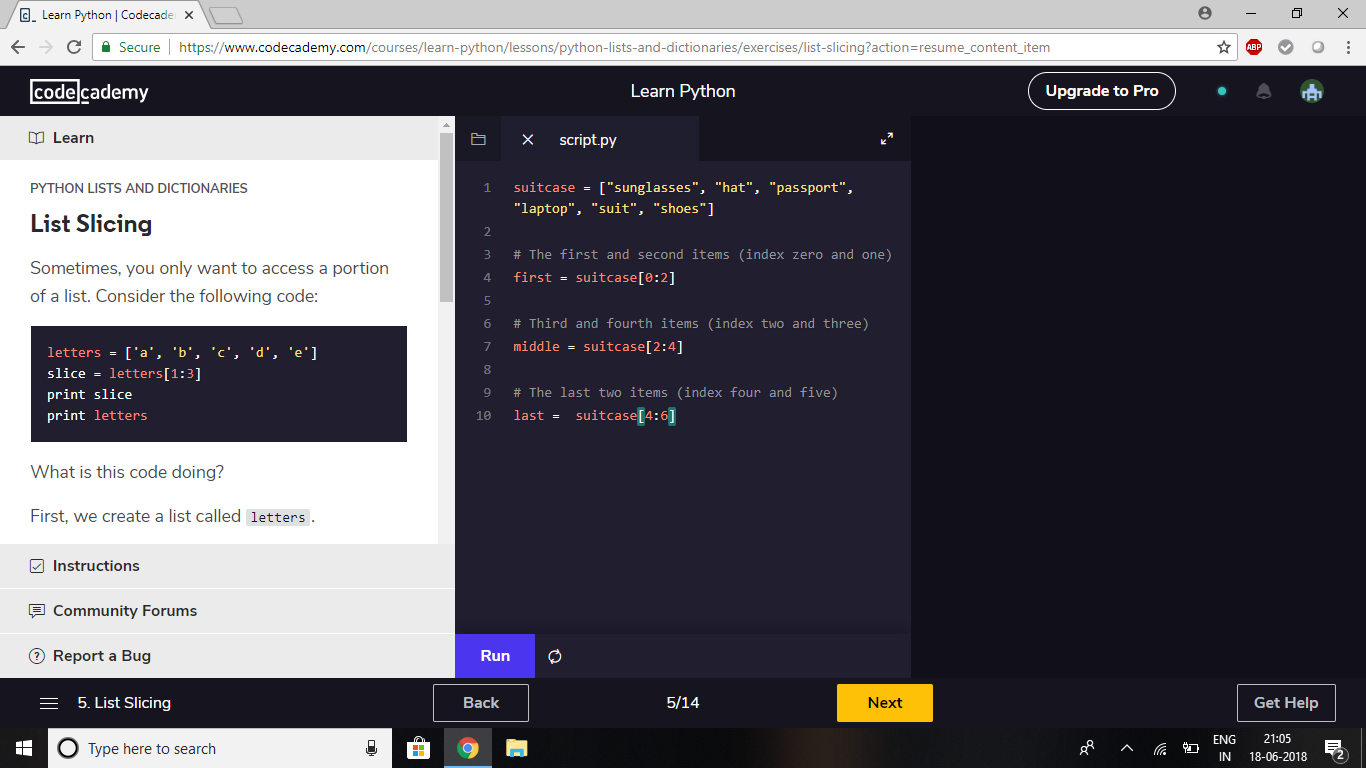 Learn Python | Codecade
Secure
https://www.codecademy.com/courses/learn-python/lessons/python-lists-and-dictionaries/exercises/list-slicing?action=resume_content_item
ABP
codecademy
Learn Python
Upgrade to Pro
Learn
PYTHON LISTS AND DICTIONARIES
List Slicing
Sometimes, you only want to access a portion
of a list. Consider the following code:
letters = ['a', 'b', 'c', 'd', 'e']
slice = letters[1:3]
print slice
print letters
What is this code doing?
First, we create a list called letters.
Instructions
Community Forums
Report a Bug
script.py
1 suitcase = ["sunglasses", "hat", "passport",
"laptop", "suit", "shoes"]
2
3 # The first and second items (index zero and one)
4 first = suitcase[0:2]
5
6 # Third and fourth items (index two and three)
7 middle = suitcase[2:4]
8
9 # The last two items (index four and five)
10 last =  suitcase[4:6]
Run
5. List Slicing
Back
5/14
Next
Get Help
Type here to search
ENG
IN
21:05
18-06-2018
2